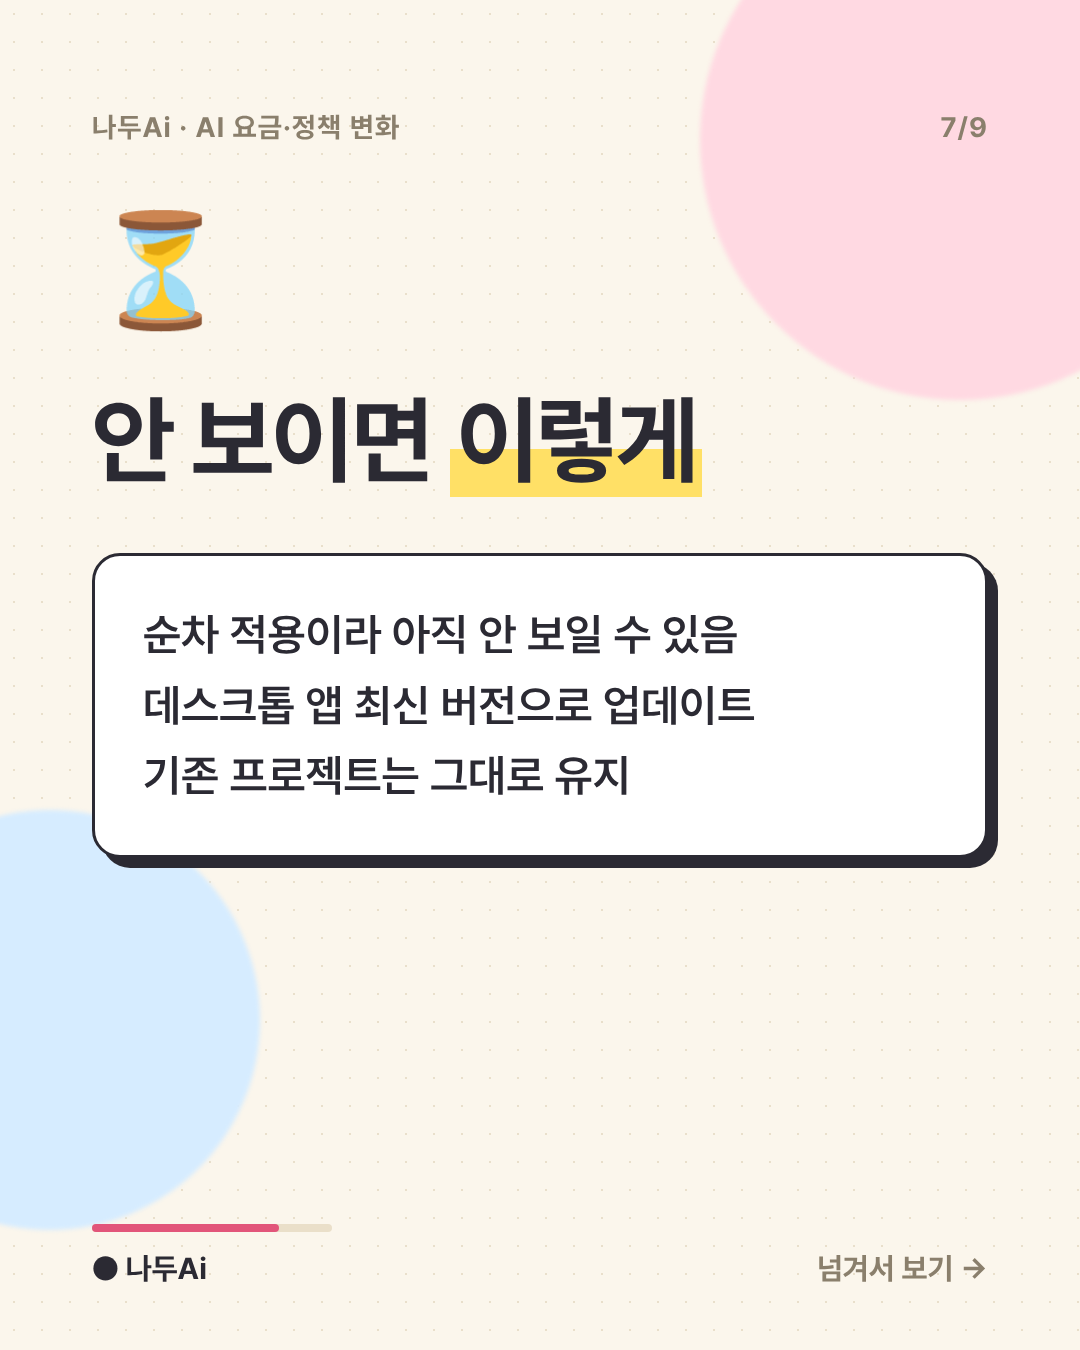 나두Ai · AI 요금·정책 변화
7/9
안 보이면 이렇게
순차 적용이라 아직 안 보일 수 있음
데스크톱 앱 최신 버전으로 업데이트
기존 프로젝트는 그대로 유지
나두Ai
넘겨서 보기 →